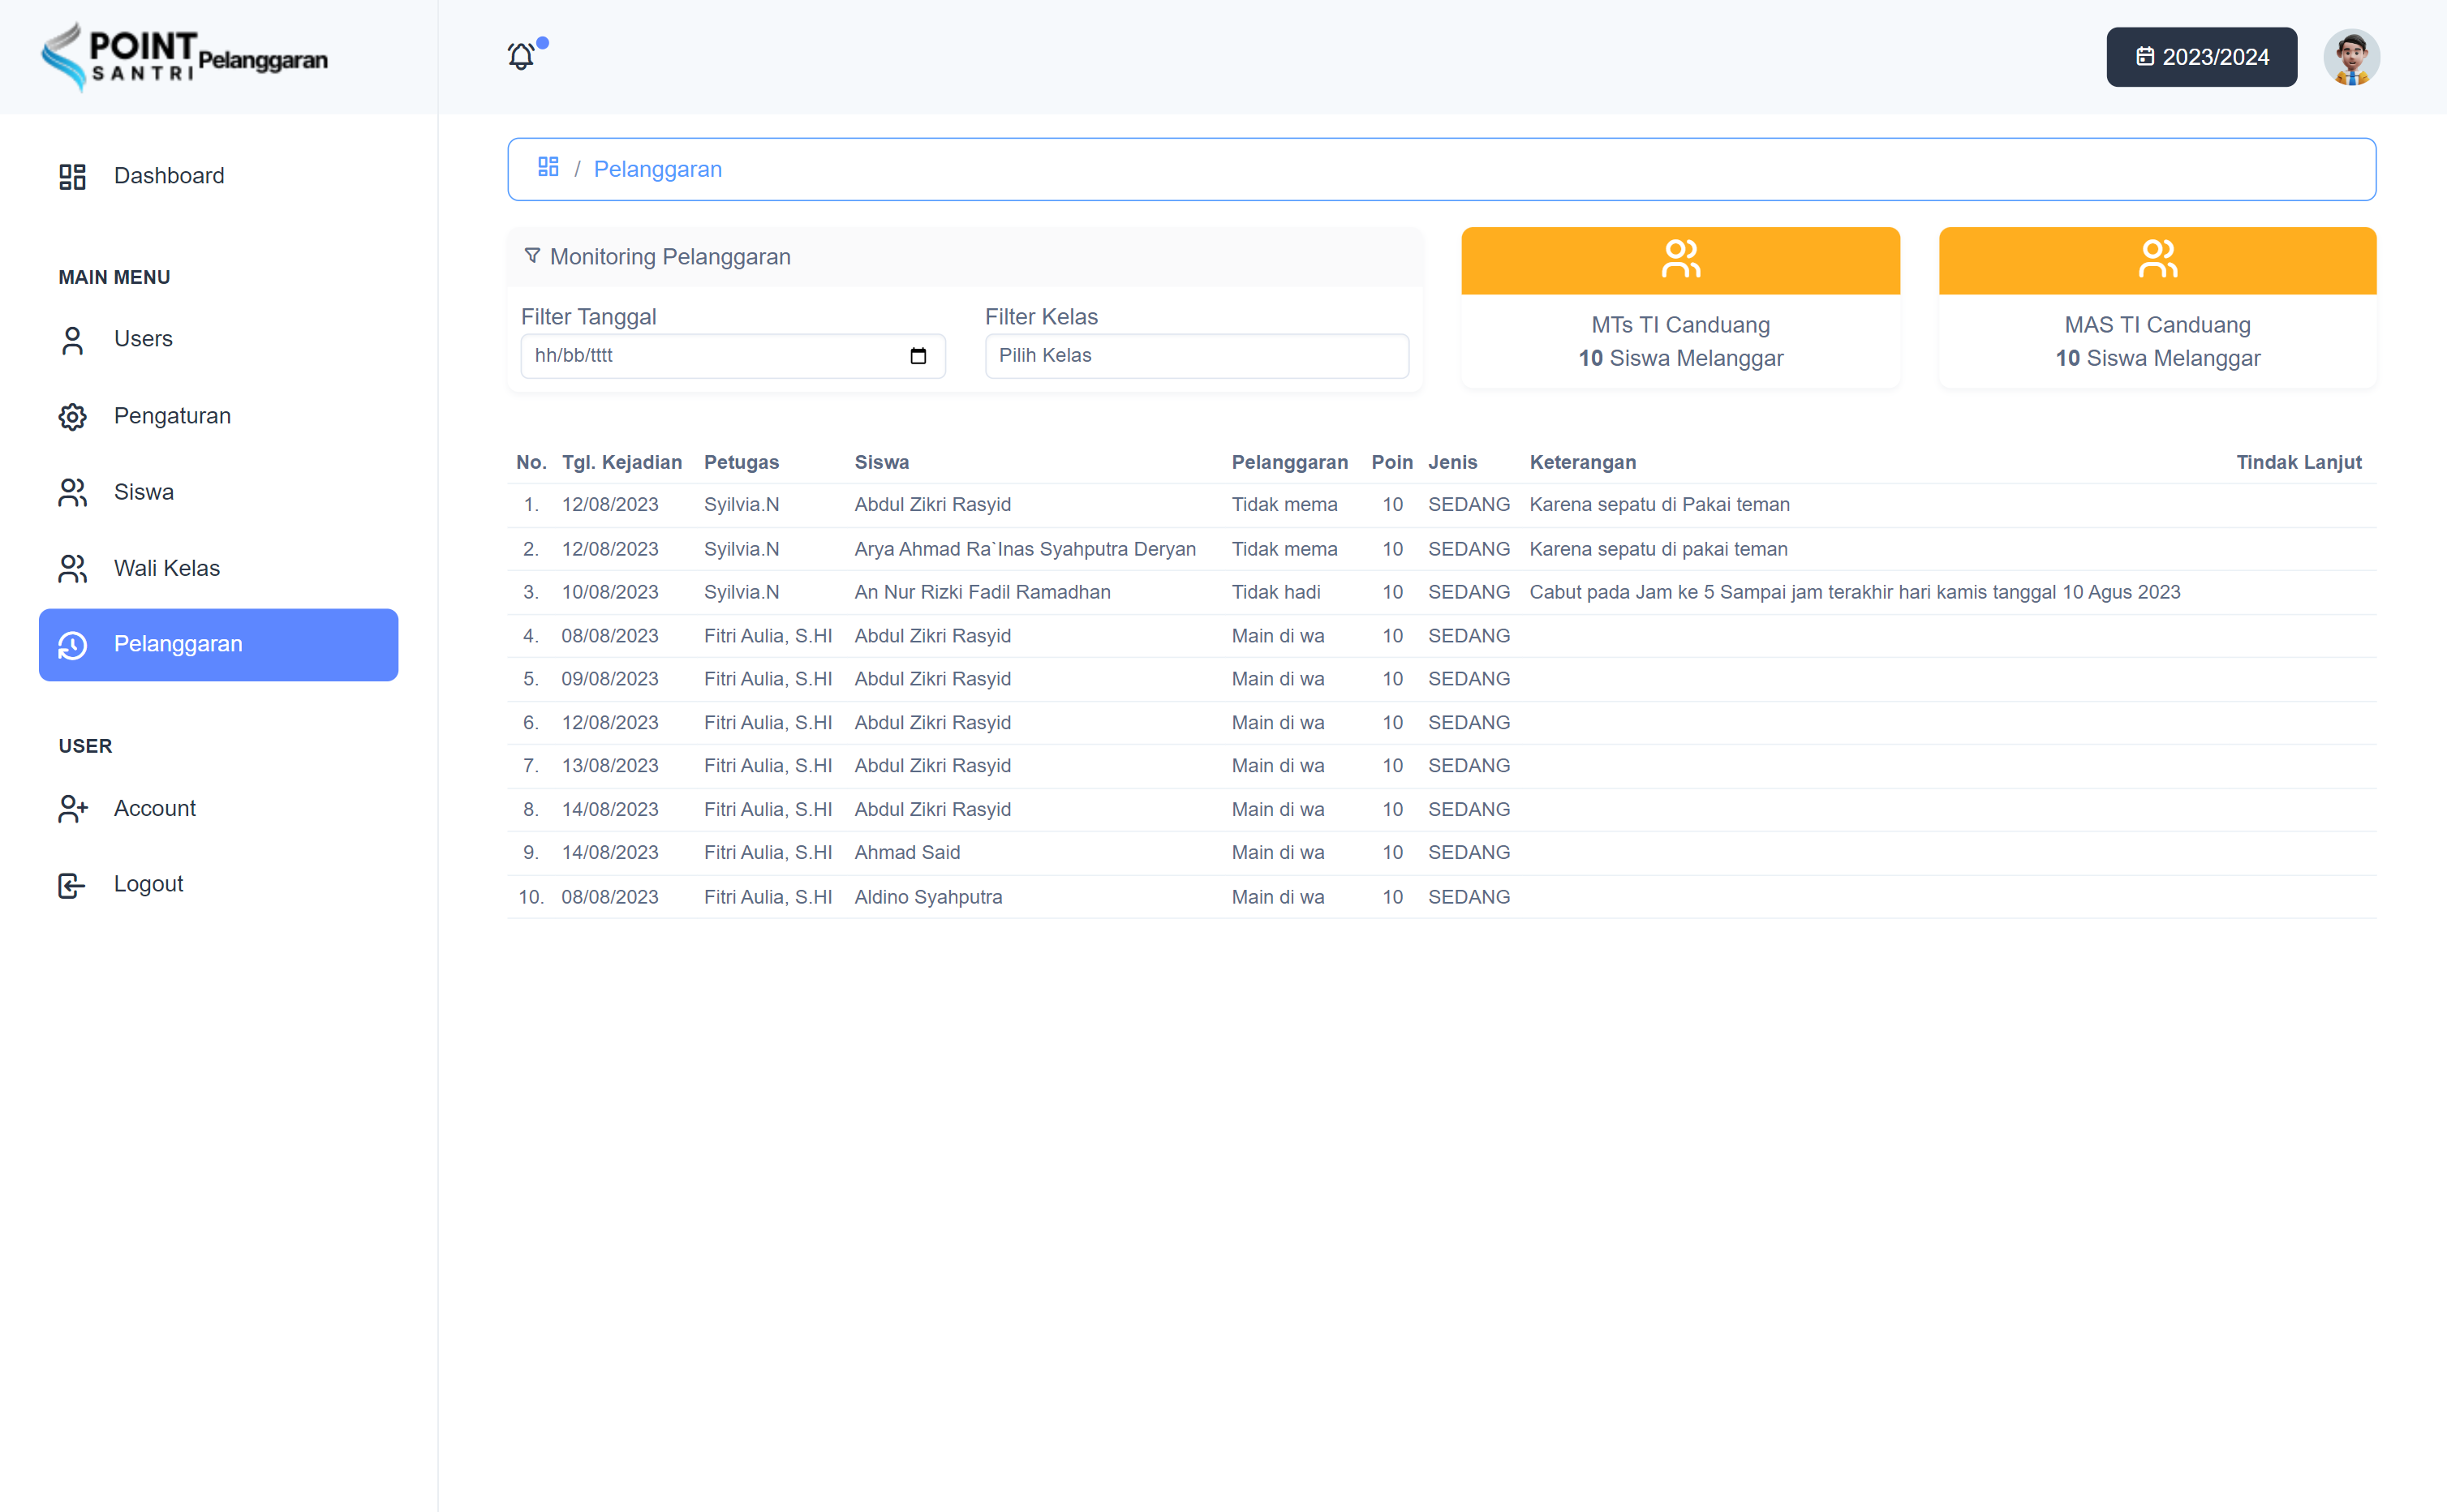 POINT
SANTRI
Pelanggaran
2023/2024
Dashboard
MAIN MENU
Users
Pengaturan
Siswa
Wali Kelas
Pelanggaran
USER
Account
Logout
/ Pelanggaran
Monitoring Pelanggaran
Filter Tanggal Filter Kelas
hh/bb/tttt Pilih Kelas
MTs TI Canduang
10 Siswa Melanggar
MAS TI Canduang
10 Siswa Melanggar
No. Tgl. Kejadian Petugas Siswa Pelanggaran Poin Jenis Keterangan Tindak Lanjut
1. 12/08/2023 Syilvia.N Abdul Zikri Rasyid Tidak mema 10 SEDANG Karena sepatu di Pakai teman
2. 12/08/2023 Syilvia.N Arya Ahmad Ra`Inas Syahputra Deryan Tidak mema 10 SEDANG Karena sepatu di pakai teman
3. 10/08/2023 Syilvia.N An Nur Rizki Fadil Ramadhan Tidak hadi 10 SEDANG Cabut pada Jam ke 5 Sampai jam terakhir hari kamis tanggal 10 Agus 2023
4. 08/08/2023 Fitri Aulia, S.HI Abdul Zikri Rasyid Main di wa 10 SEDANG
5. 09/08/2023 Fitri Aulia, S.HI Abdul Zikri Rasyid Main di wa 10 SEDANG
6. 12/08/2023 Fitri Aulia, S.HI Abdul Zikri Rasyid Main di wa 10 SEDANG
7. 13/08/2023 Fitri Aulia, S.HI Abdul Zikri Rasyid Main di wa 10 SEDANG
8. 14/08/2023 Fitri Aulia, S.HI Abdul Zikri Rasyid Main di wa 10 SEDANG
9. 14/08/2023 Fitri Aulia, S.HI Ahmad Said Main di wa 10 SEDANG
10. 08/08/2023 Fitri Aulia, S.HI Aldino Syahputra Main di wa 10 SEDANG